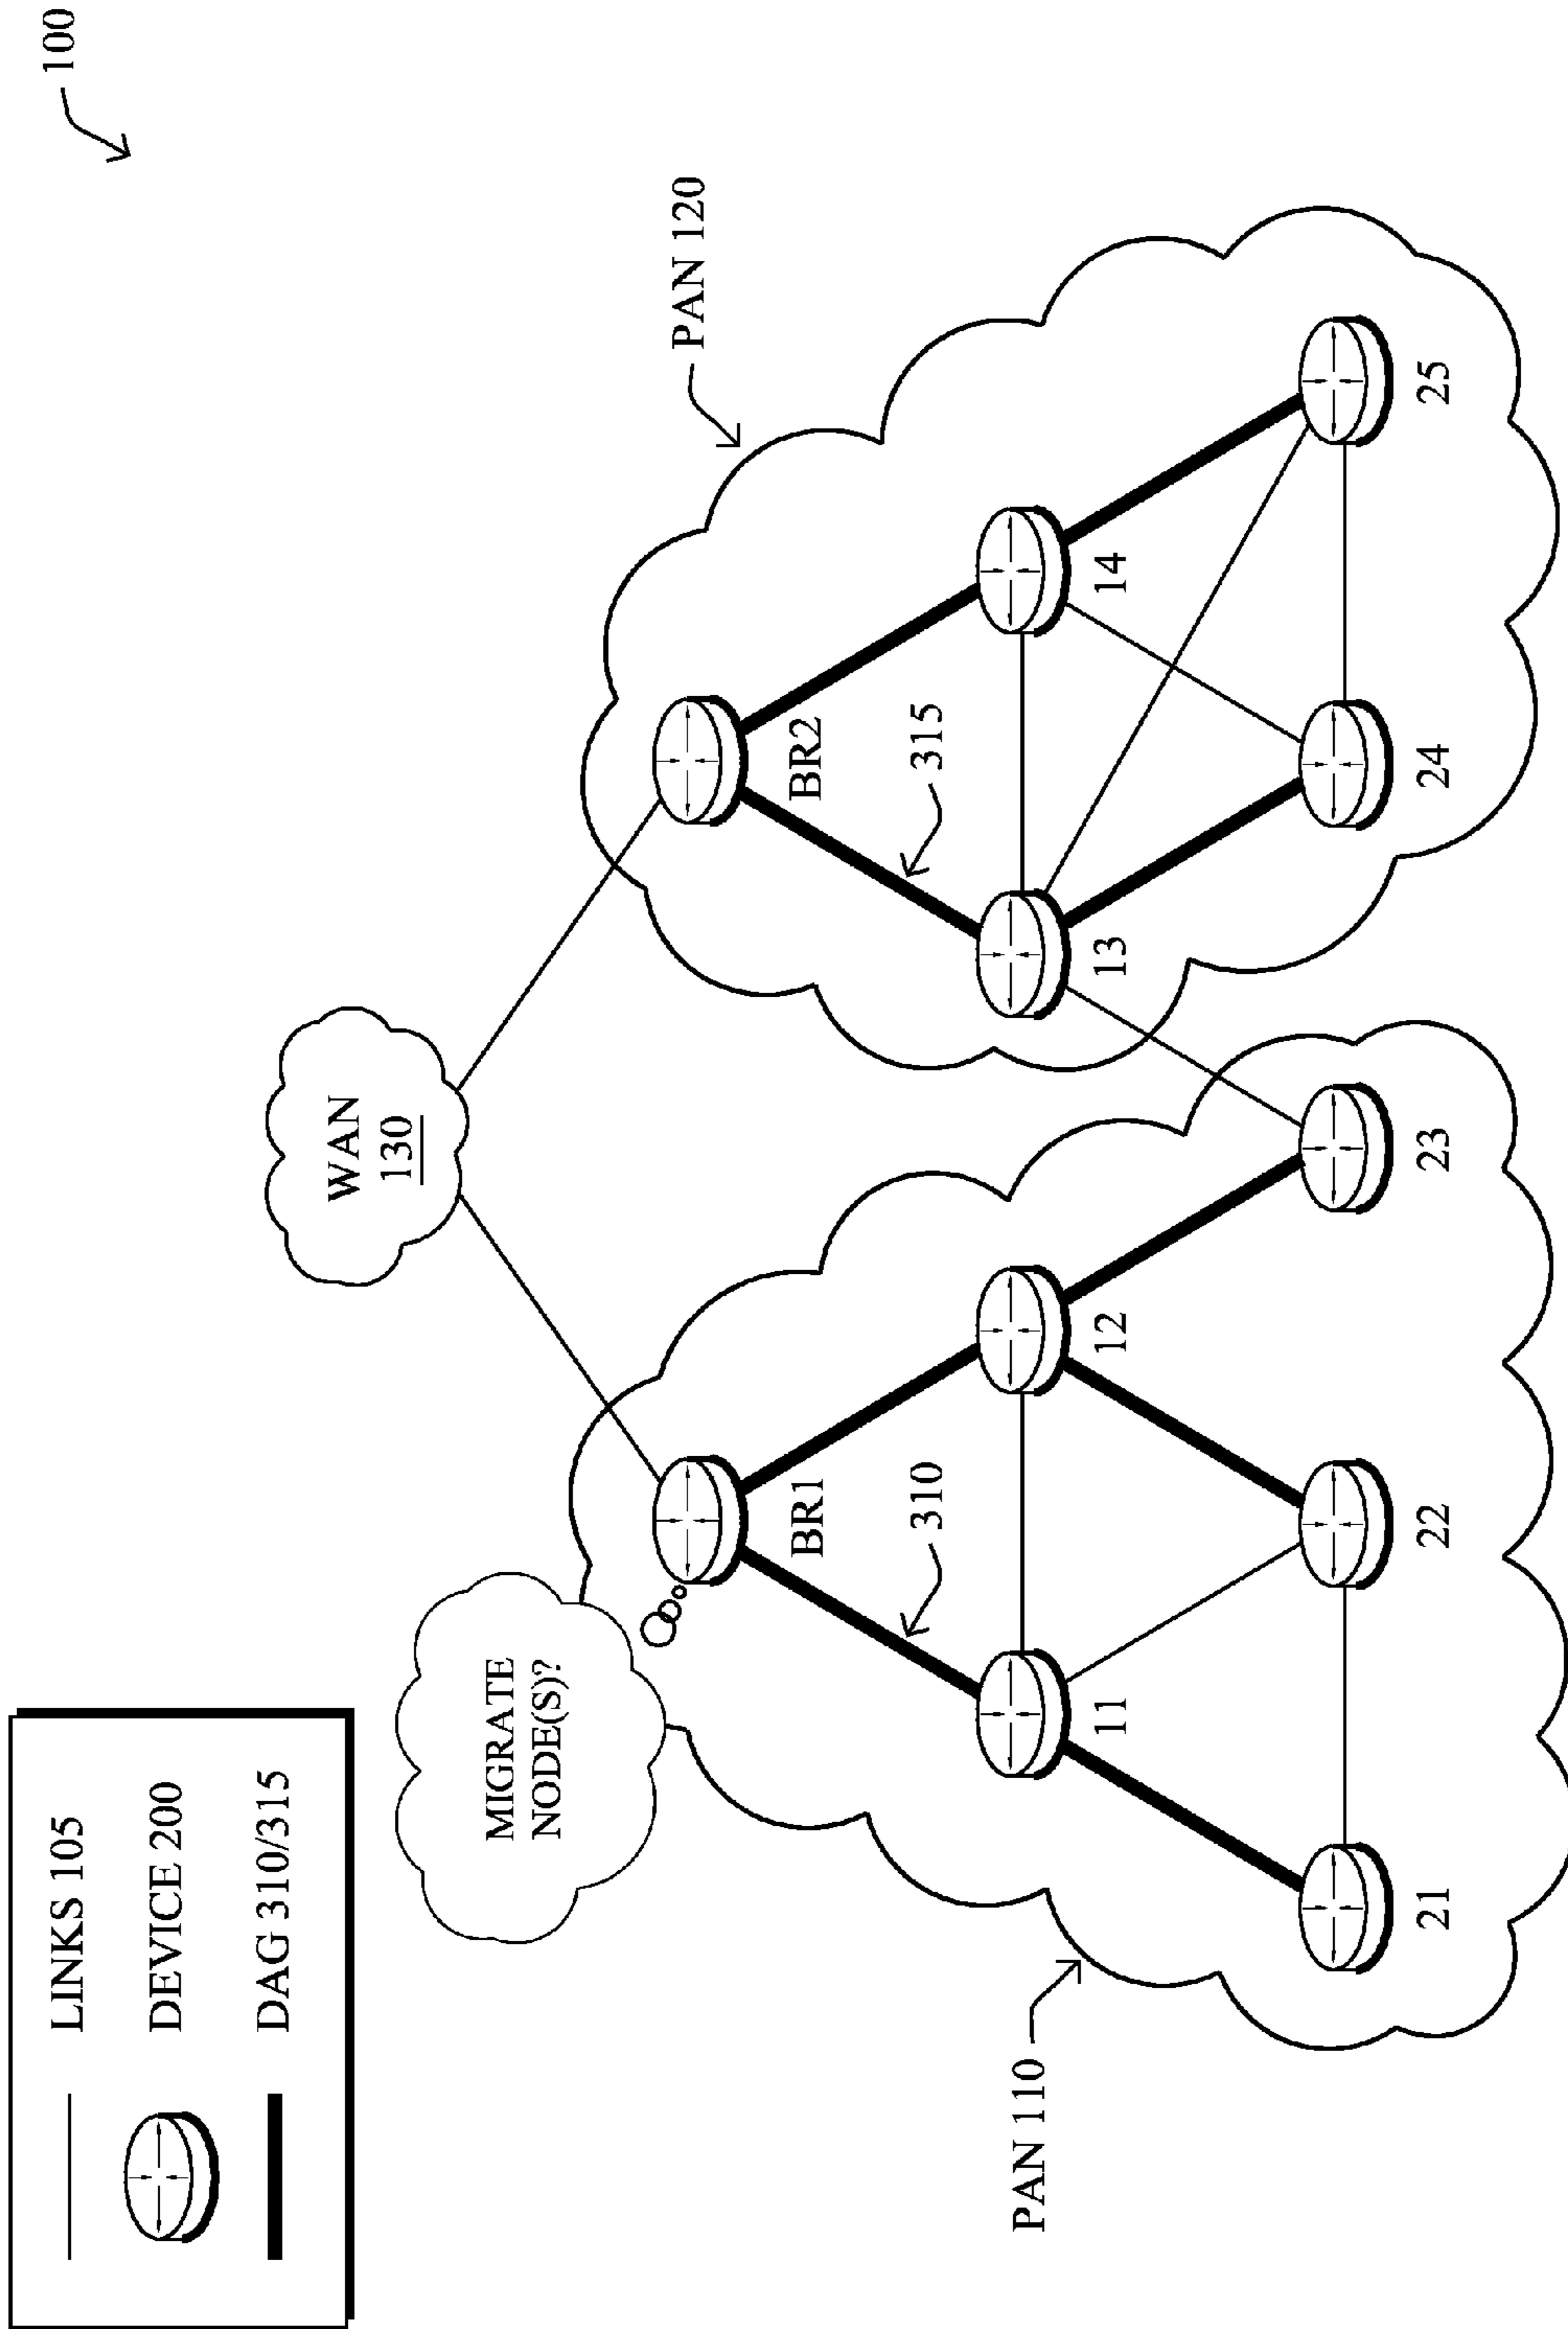 100
LINKS 105
DEVICE 200
DAG 310/315
WAN
130
MIGRATE
NODE(S)?
PAN 120
BR1
BR2
310
315
PAN 110
11
12
13
14
21
22
23
24
25